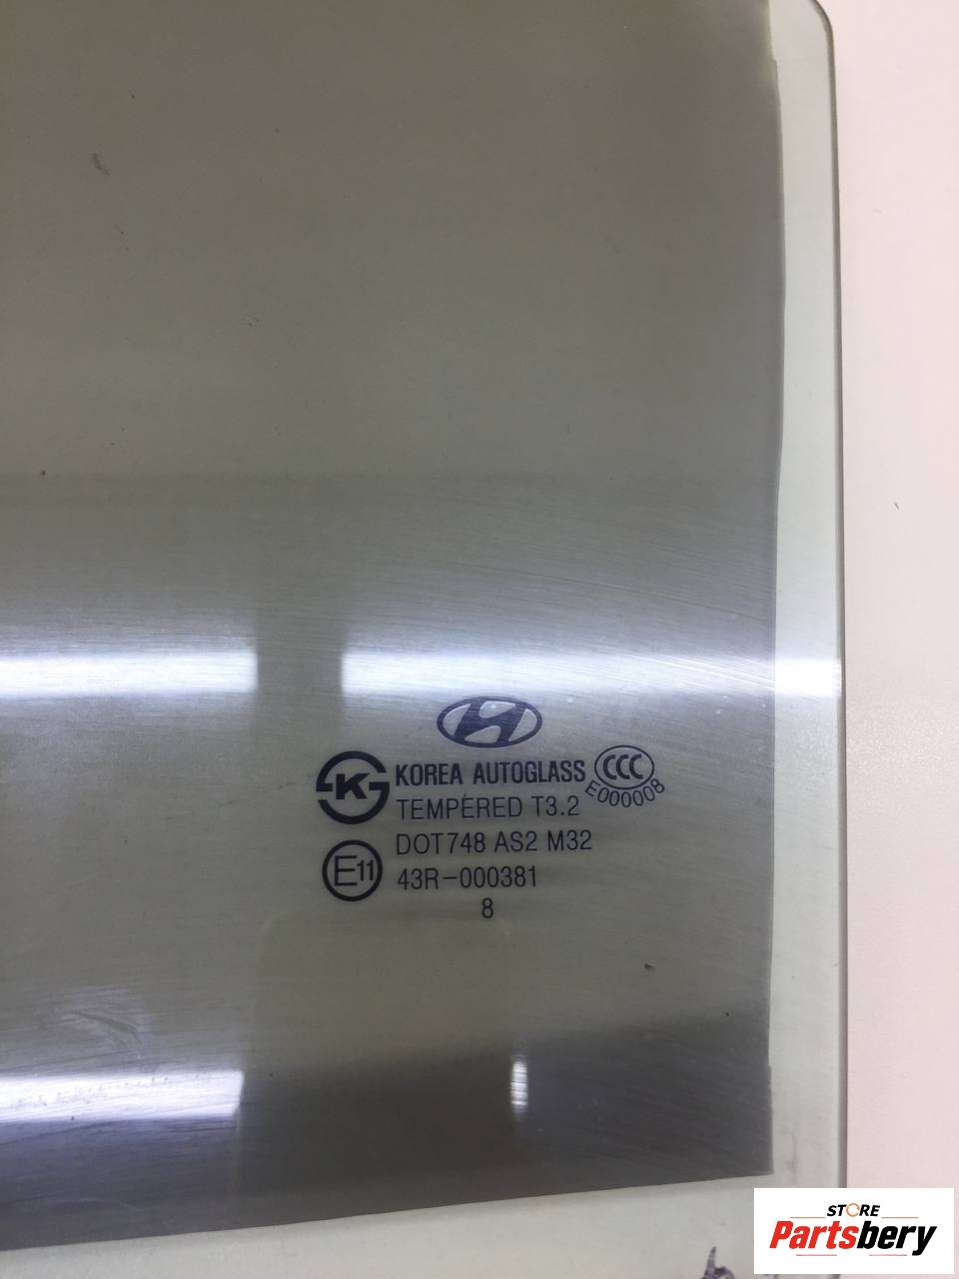 K KOREA AUTOGLASS CCC
E000008
TEMPERED T3.2
DOT748 AS2 M32
E11 43R-000381
8
STORE
Partsbery